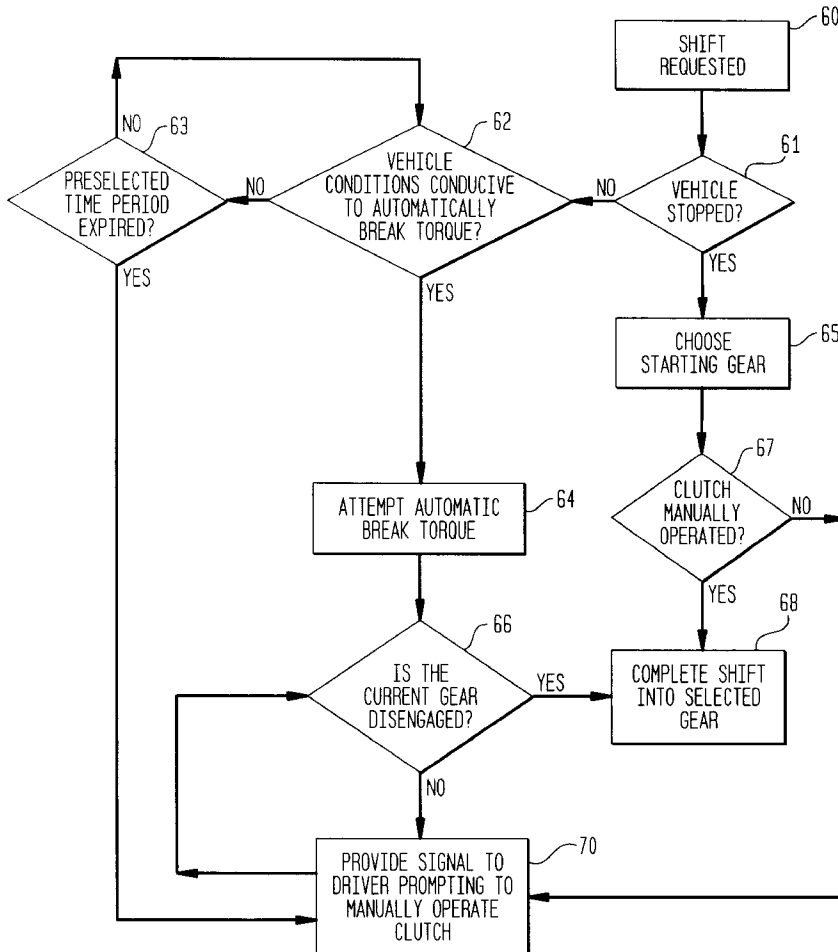 60
SHIFT
REQUESTED
61
VEHICLE
STOPPED?
NO
YES
62
VEHICLE
CONDITIONS CONDUCIVE
TO AUTOMATICALLY
BREAK TORQUE?
NO
YES
63
PRESELECTED
TIME PERIOD
EXPIRED?
NO
YES
65
CHOOSE
STARTING GEAR
67
CLUTCH
MANUALLY
OPERATED?
NO
YES
64
ATTEMPT AUTOMATIC
BREAK TORQUE
66
IS THE
CURRENT GEAR
DISENGAGED?
YES
NO
68
COMPLETE SHIFT
INTO SELECTED
GEAR
70
PROVIDE SIGNAL TO
DRIVER PROMPTING TO
MANUALLY OPERATE
CLUTCH